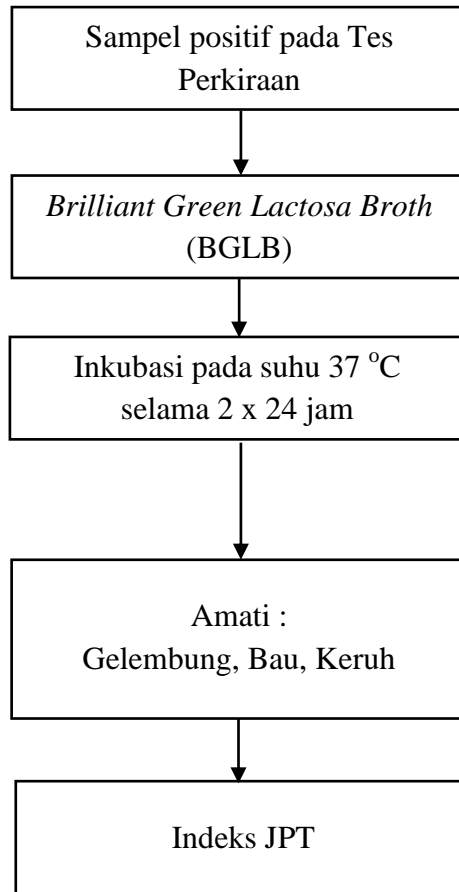 Sampel positif pada Tes
Perkiraan
Brilliant Green Lactosa Broth
(BGLB)
Inkubasi pada suhu 37 °C
selama 2 x 24 jam
Amati :
Gelembung, Bau, Keruh
Indeks JPT